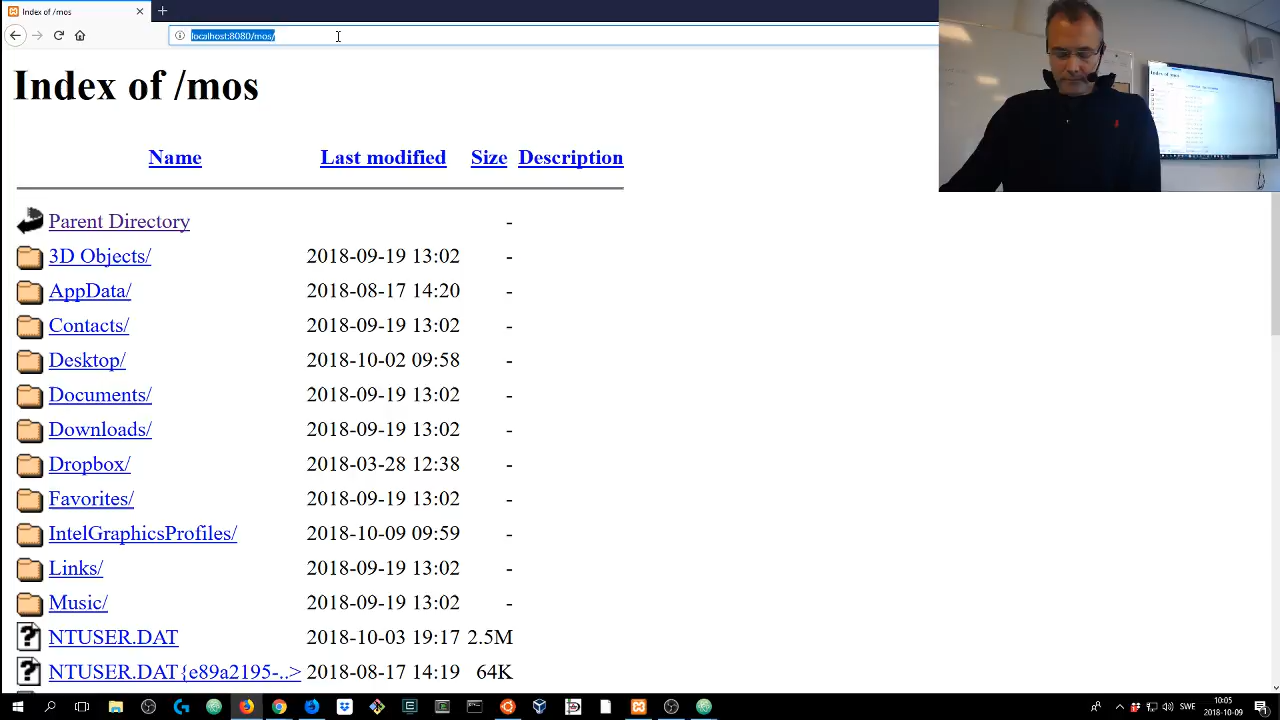 Index of /mos
localhost:8080/mos/
Index of /mos
Name Last modified Size Description
Parent Directory -
3D Objects/ 2018-09-19 13:02 -
AppData/ 2018-08-17 14:20 -
Contacts/ 2018-09-19 13:02 -
Desktop/ 2018-10-02 09:58 -
Documents/ 2018-09-19 13:02 -
Downloads/ 2018-09-19 13:02 -
Dropbox/ 2018-03-28 12:38 -
Favorites/ 2018-09-19 13:02 -
IntelGraphicsProfiles/ 2018-10-09 09:59 -
Links/ 2018-09-19 13:02 -
Music/ 2018-09-19 13:02 -
NTUSER.DAT 2018-10-03 19:17 2.5M
NTUSER.DAT{e89a2195-..> 2018-08-17 14:19 64K
SWE
10:05
2018-10-09